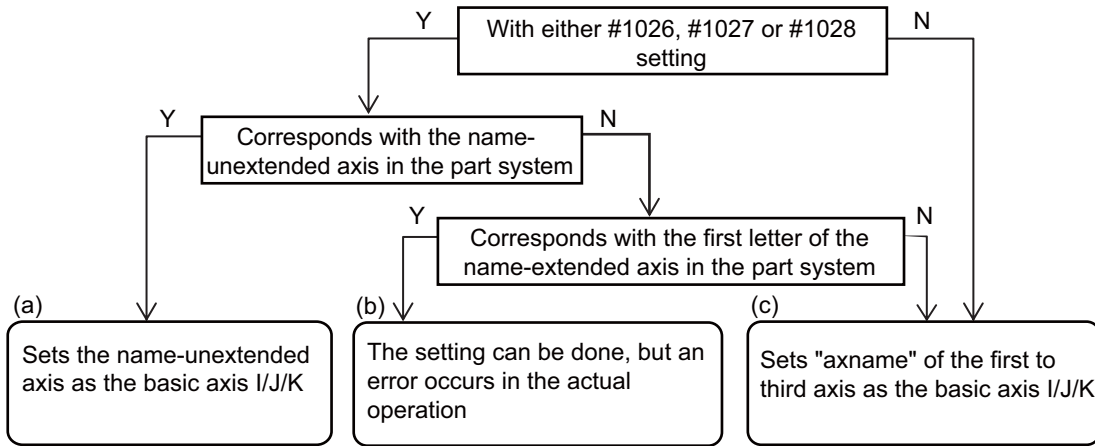 Y
With either #1026, #1027 or #1028
setting
N
Y
Corresponds with the name-
unextended axis in the part system
N
Y
Corresponds with the first letter of the
name-extended axis in the part system
N
(a)
Sets the name-unextended
axis as the basic axis I/J/K
(b)
The setting can be done, but an
error occurs in the actual
operation
(c)
Sets "axname" of the first to
third axis as the basic axis I/J/K